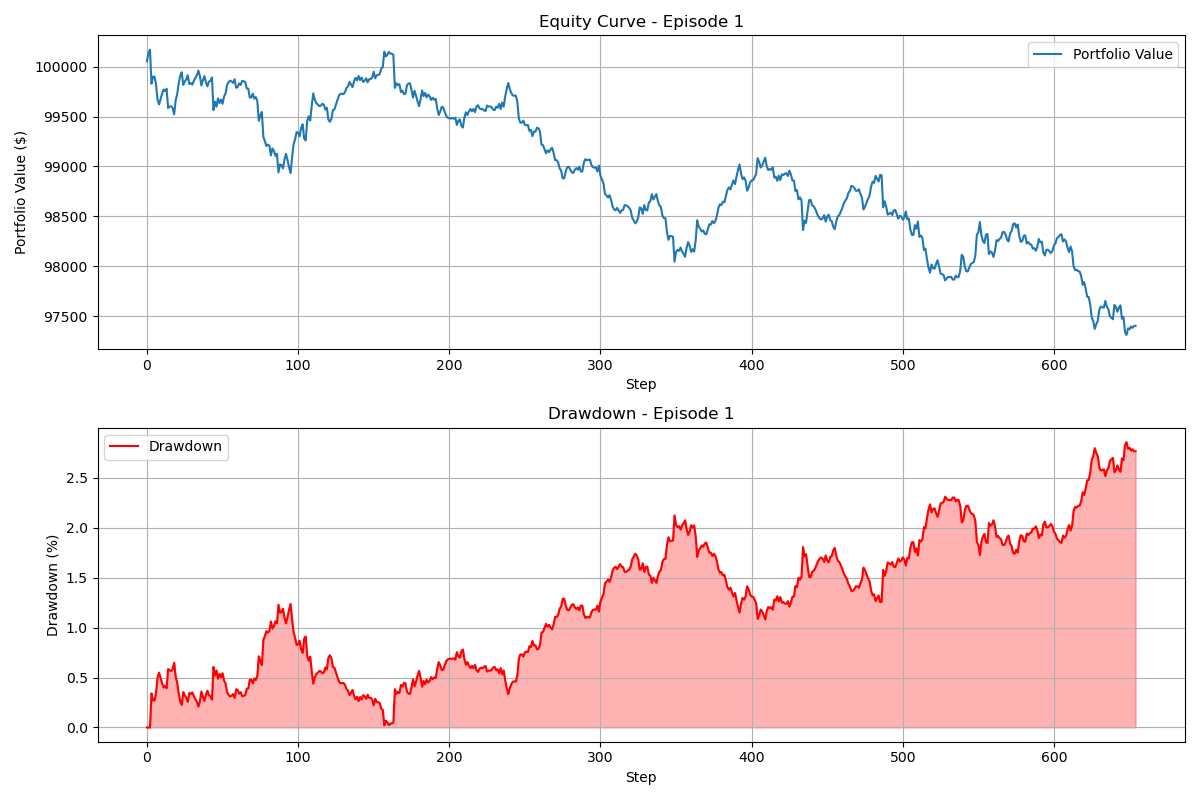 Equity Curve - Episode 1
Portfolio Value ($)
100000
99500
99000
98500
98000
97500
Portfolio Value
0 100 200 300 400 500 600
Step
Drawdown - Episode 1
Drawdown (%)
2.5
2.0
1.5
1.0
0.5
0.0
Drawdown
0 100 200 300 400 500 600
Step